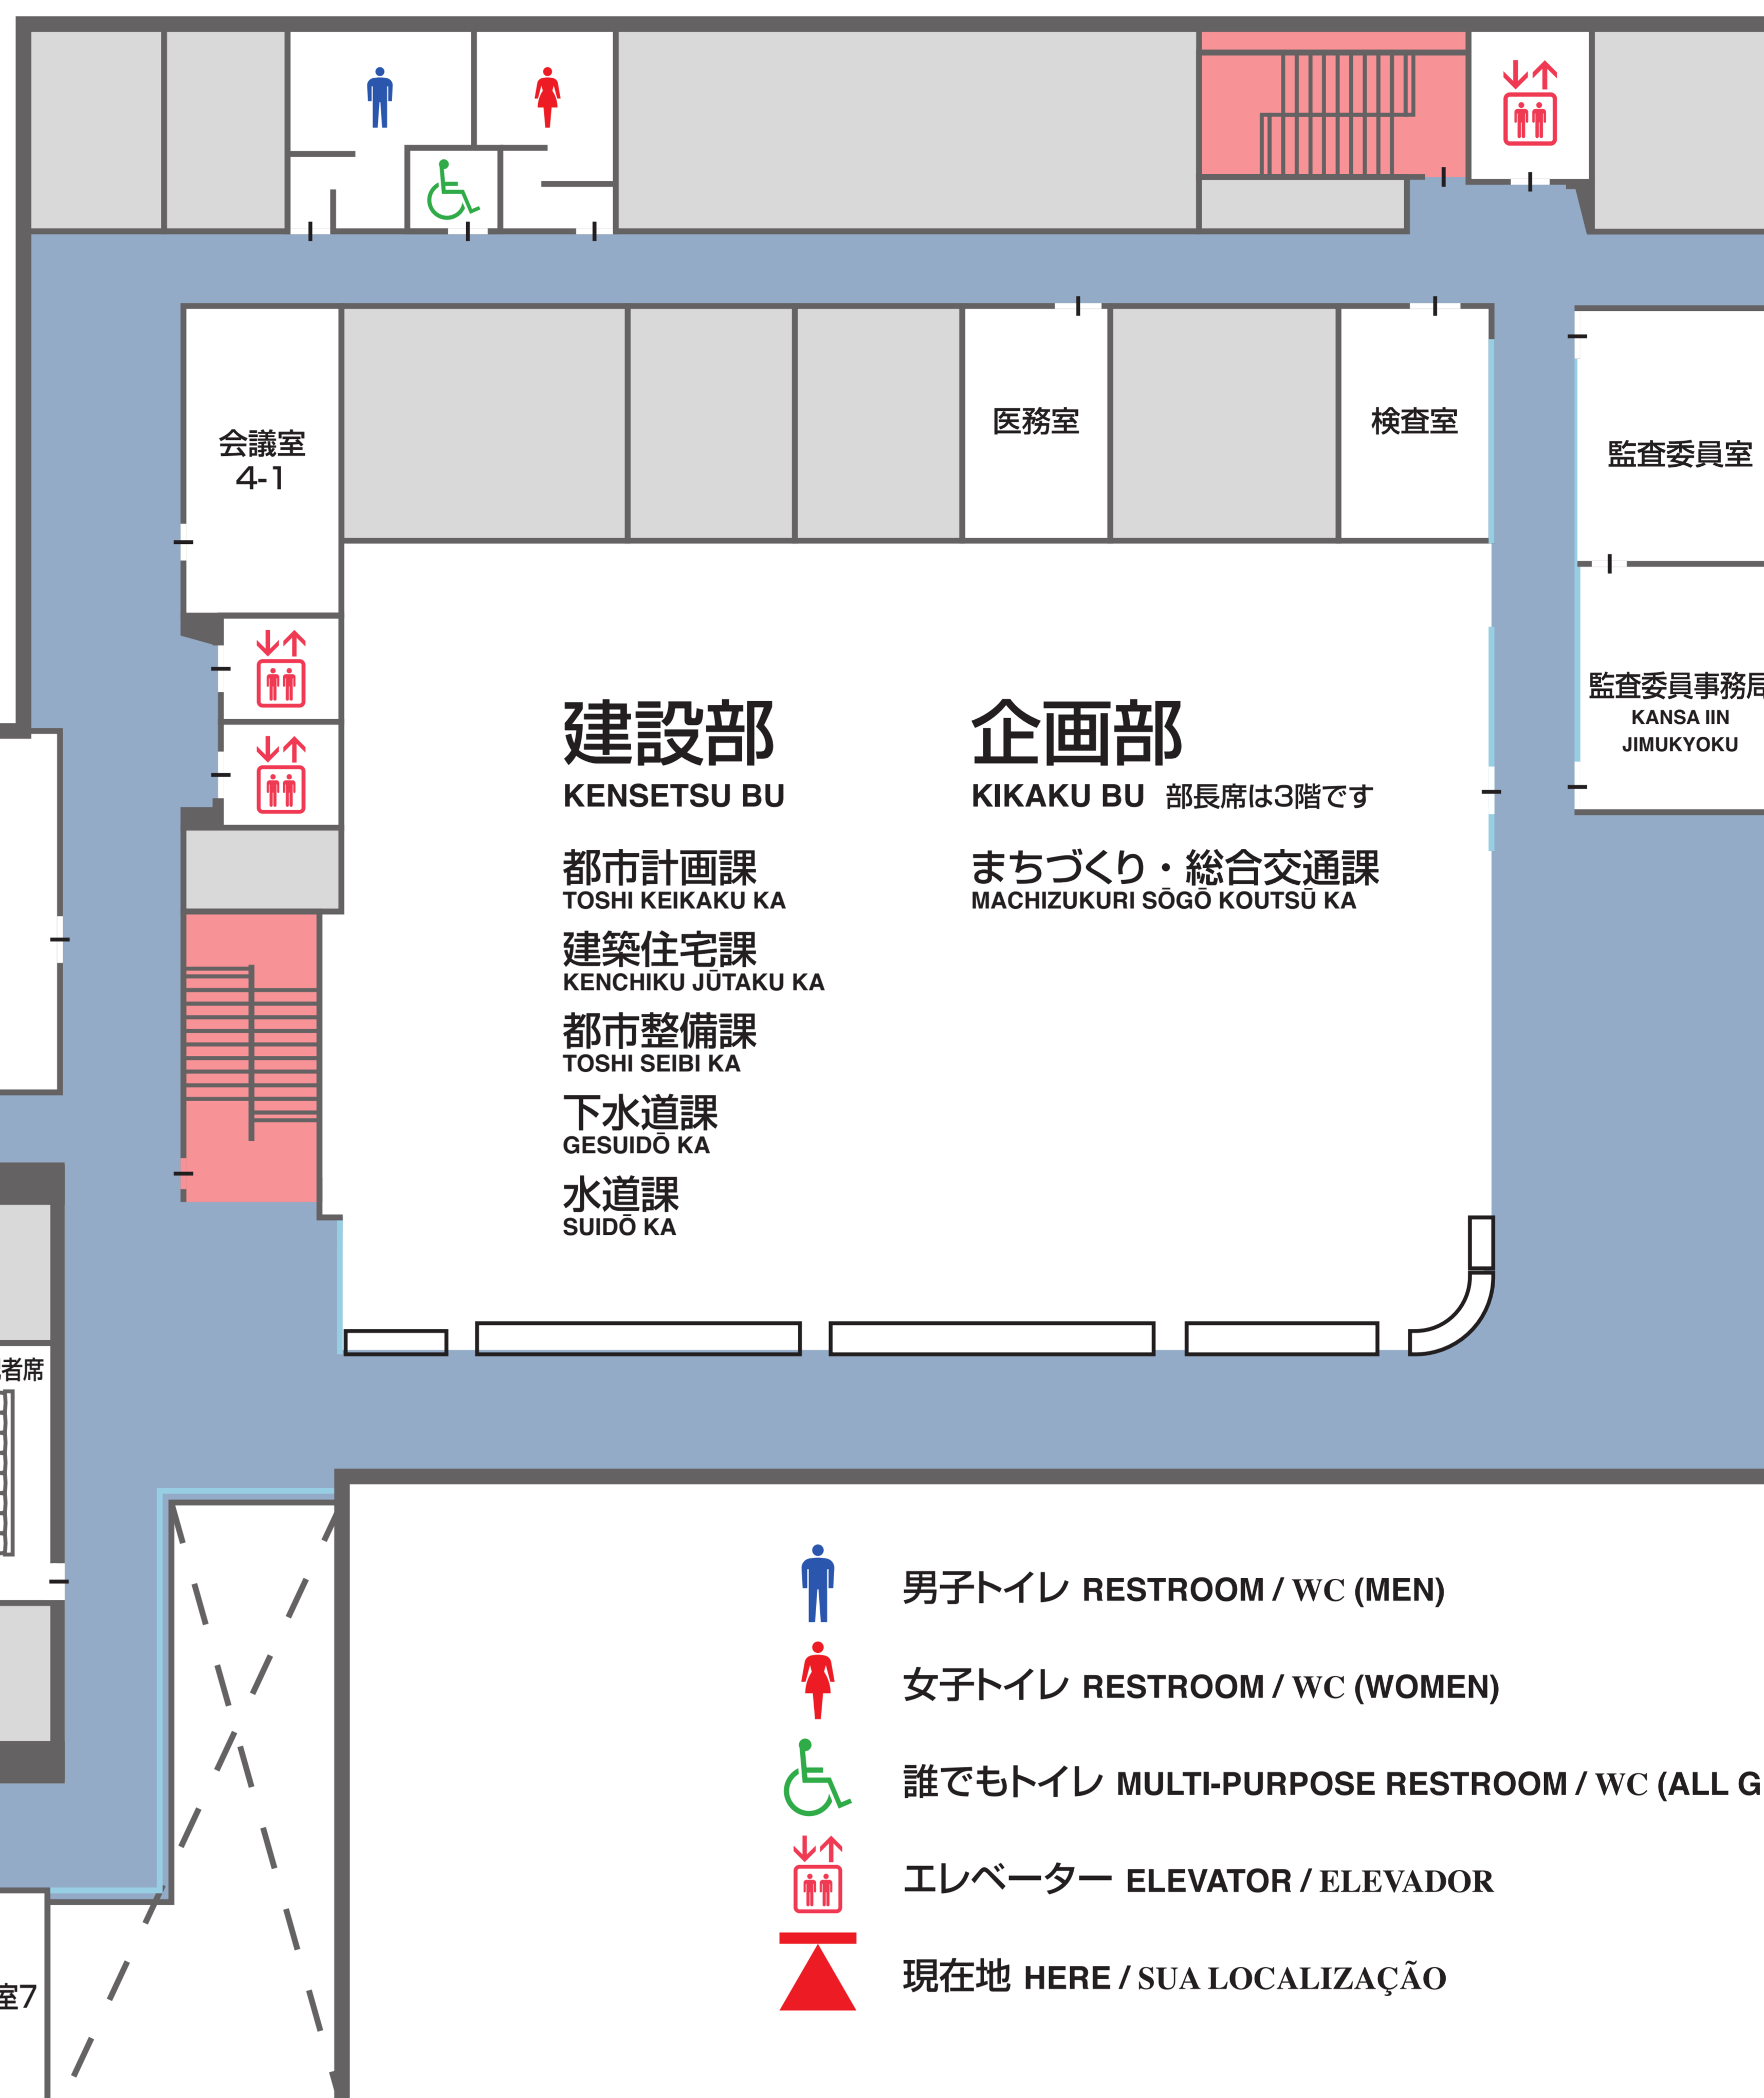 会議室
4-1
医務室
検査室
監査委員室
監査委員事務局
KANSA IIN
JIMUKYOKU
建設部
KENSETSU BU
都市計画課
TOSHI KEIKAKU KA
建築住宅課
KENCHIKU JŪTAKU KA
都市整備課
TOSHI SEIBI KA
下水道課
GESUIDŌ KA
水道課
SUIDŌ KA
企画部
KIKAKU BU 部長席は3階です
まちづくり・総合交通課
MACHIZUKURI SŌGŌ KOUTSŪ KA
者席
室7
男子トイレ RESTROOM / WC (MEN)
女子トイレ RESTROOM / WC (WOMEN)
誰でもトイレ MULTI-PURPOSE RESTROOM / WC (ALL G
エレベーター ELEVATOR / ELEVADOR
現在地 HERE / SUA LOCALIZAÇÃO